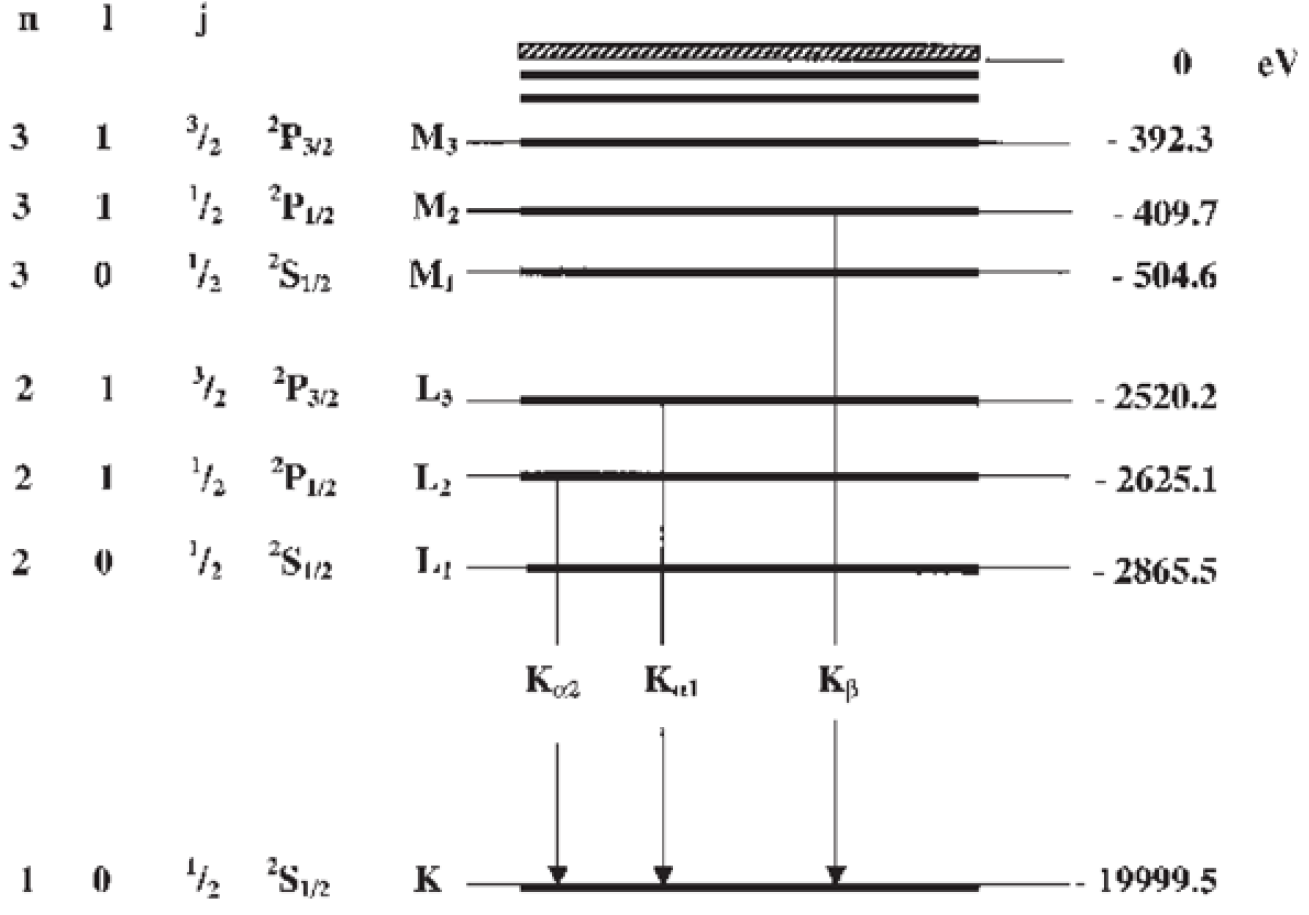 n l j
0 eV
3 1 3/2 ²P3/2 M3 - 392.3
3 1 1/2 ²P1/2 M2 - 409.7
3 0 1/2 ²S1/2 M1 - 504.6
2 1 3/2 ²P3/2 L3 - 2520.2
2 1 1/2 ²P1/2 L2 - 2625.1
2 0 1/2 ²S1/2 L1 - 2865.5
Kα2 Kα1 Kβ
1 0 1/2 ²S1/2 K - 19999.5